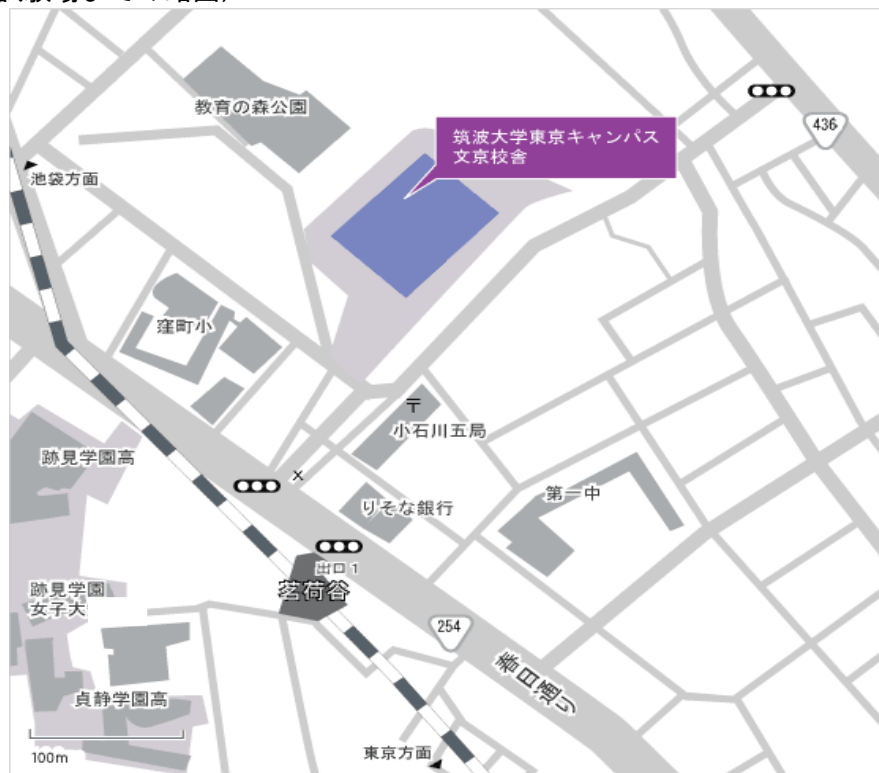 教育の森公園
436
筑波大学東京キャンパス
文京校舎
池袋方面
窪町小
〒
小石川五局
跡見学園高
X
りそな銀行
第一中
出口1
茗荷谷
跡見学園
女子大
254
春日通り
貞静学園高
100m
東京方面